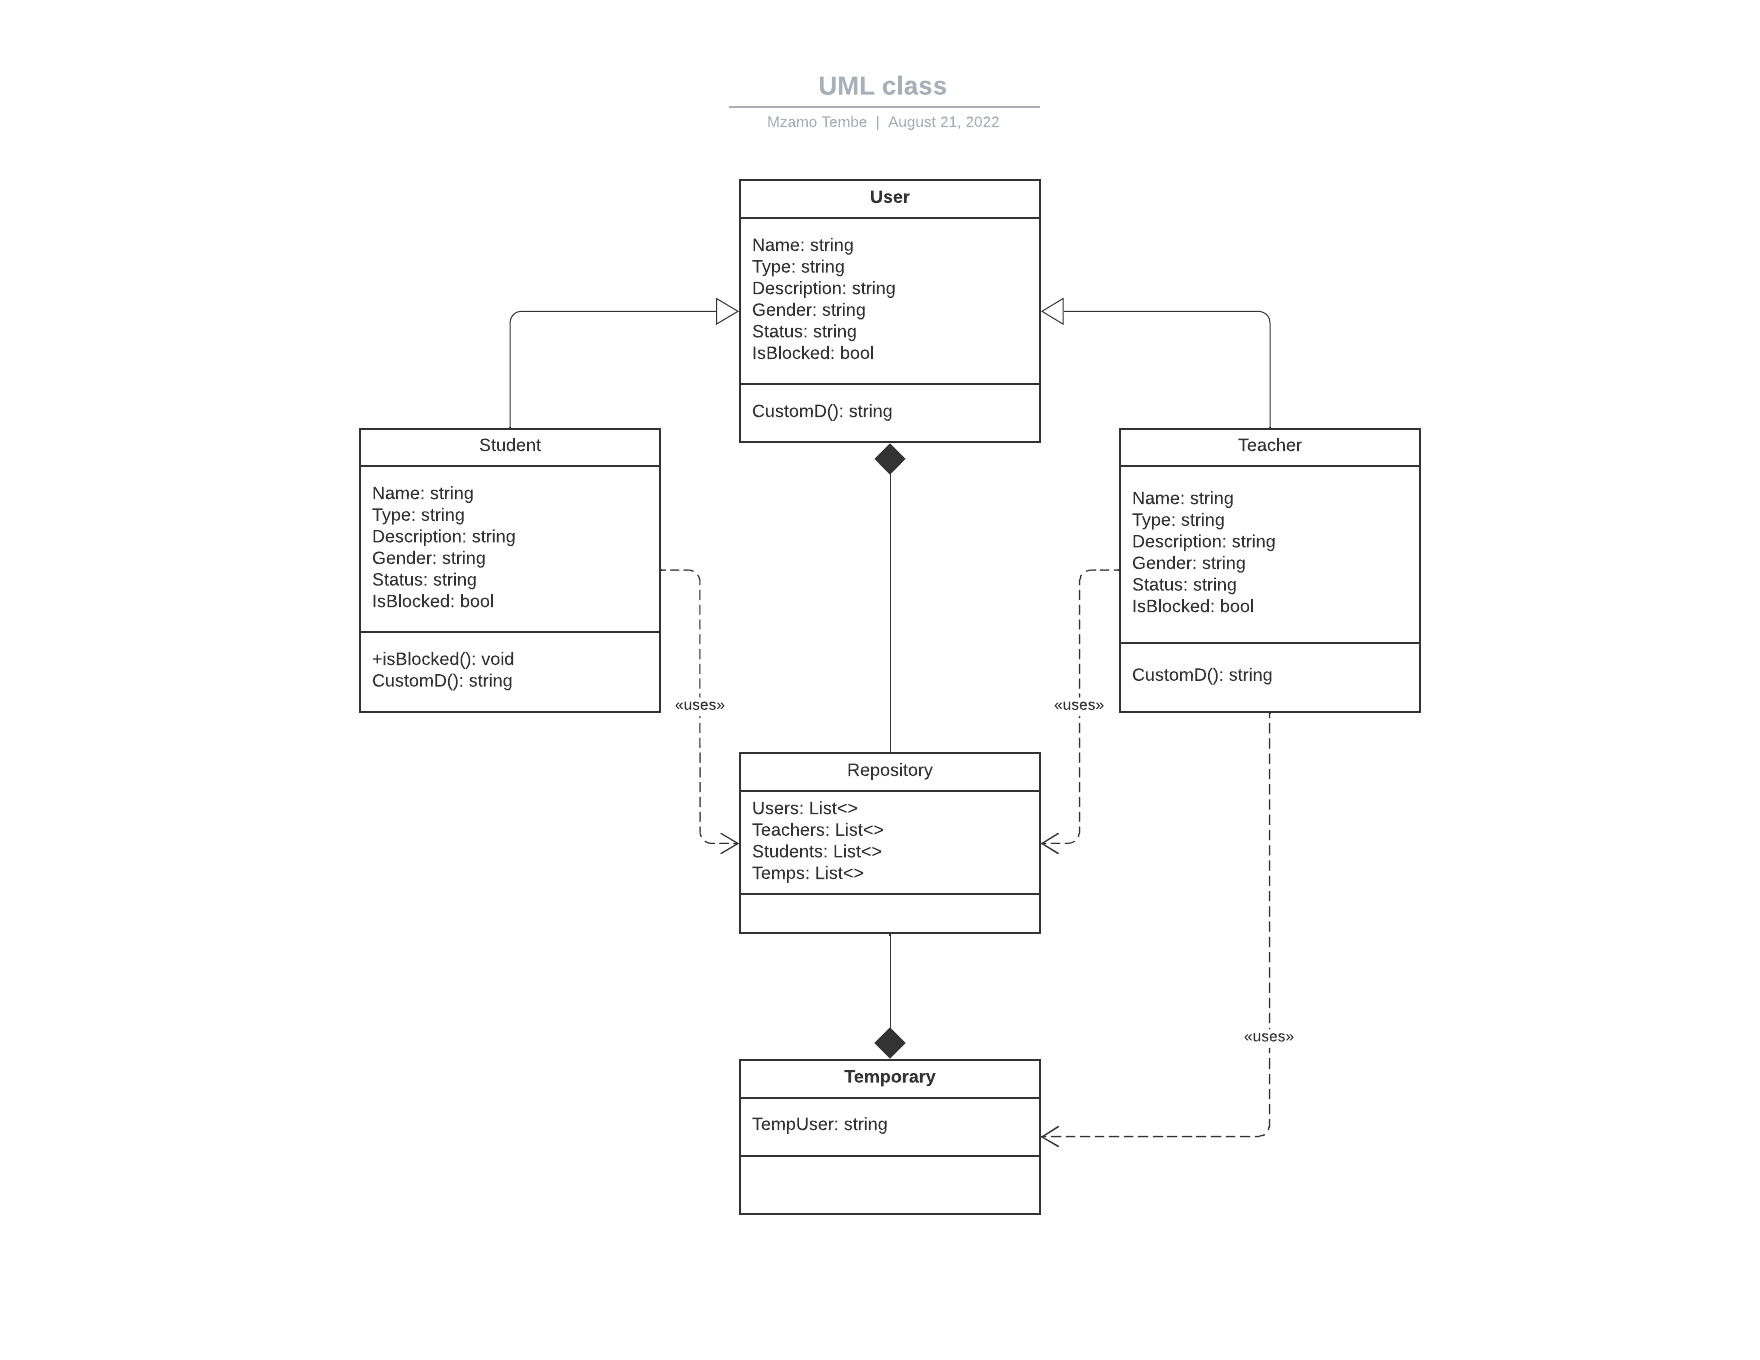 UML class
Mzamo Tembe | August 21, 2022
User
Name: string
Type: string
Description: string
Gender: string
Status: string
IsBlocked: bool
CustomD(): string
Student
Name: string
Type: string
Description: string
Gender: string
Status: string
IsBlocked: bool
+isBlocked(): void
CustomD(): string
Teacher
Name: string
Type: string
Description: string
Gender: string
Status: string
IsBlocked: bool
CustomD(): string
«uses»
«uses»
Repository
Users: List<>
Teachers: List<>
Students: List<>
Temps: List<>
«uses»
Temporary
TempUser: string